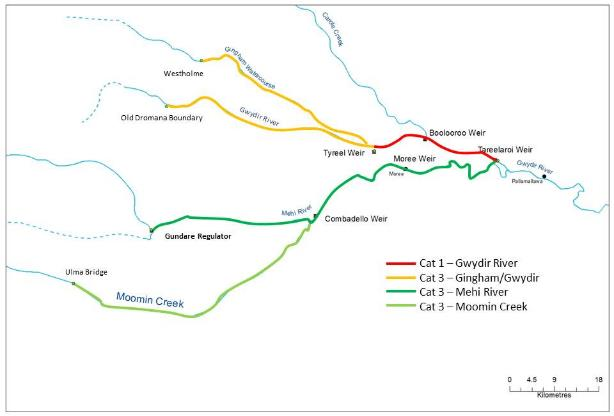 Carole Creek
Gingham Watercourse
Westholme
Old Dromana Boundary
Gwydir River
Boolooroo Weir
Tyreel Weir
Tareelaroi Weir
Moree Weir
Moree
Gwydir River
Pallamallawa
Mehi River
Combadello Weir
Gundare Regulator
Ulma Bridge
Moomin Creek
Cat 1 – Gwydir River
Cat 3 – Gingham/Gwydir
Cat 3 – Mehi River
Cat 3 – Moomin Creek
0 4.5 9 18
Kilometres